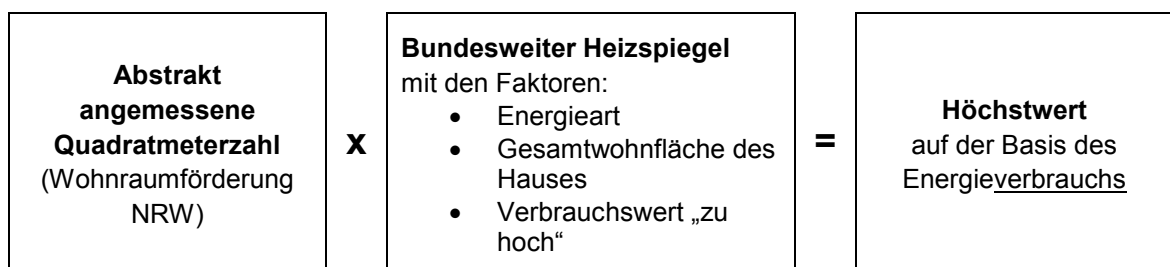 Abstrakt
angemessene
Quadratmeterzahl
(Wohnraumförderung
NRW)
x
Bundesweiter Heizspiegel
mit den Faktoren:
• Energieart
• Gesamtwohnfläche des
Hauses
• Verbrauchswert „zu
hoch“
=
Höchstwert
auf der Basis des
Energieverbrauchs